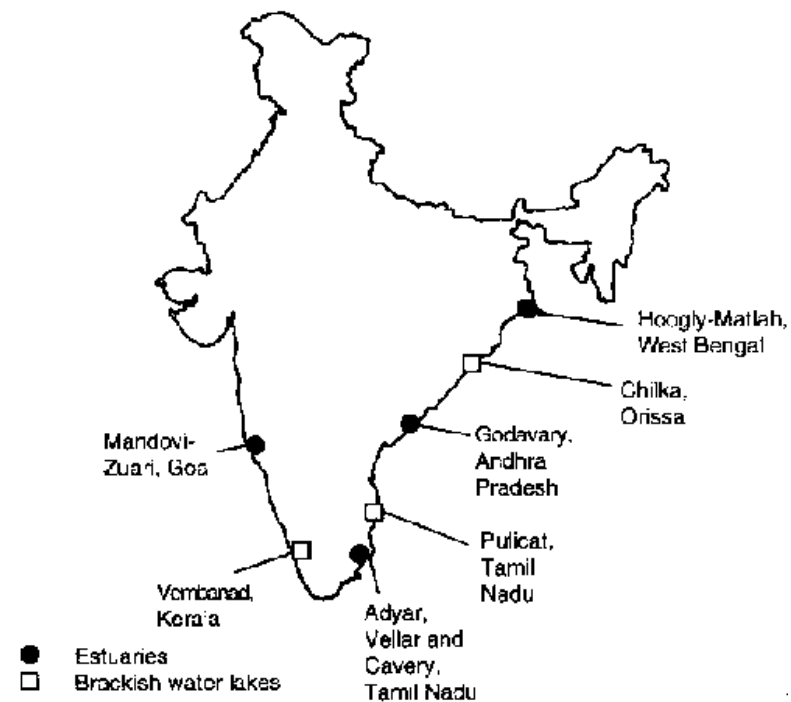 Hoogly-Matlah,
West Bengal
Chilka,
Orissa
Mandovi-
Zuari, Goa
Godavary,
Andhra
Pradesh
Pulicat,
Tamil
Nadu
Vembanad,
Kerala
Adyar,
Vellar and
Cavery,
Tamil Nadu
Estuaries
Brackish water lakes